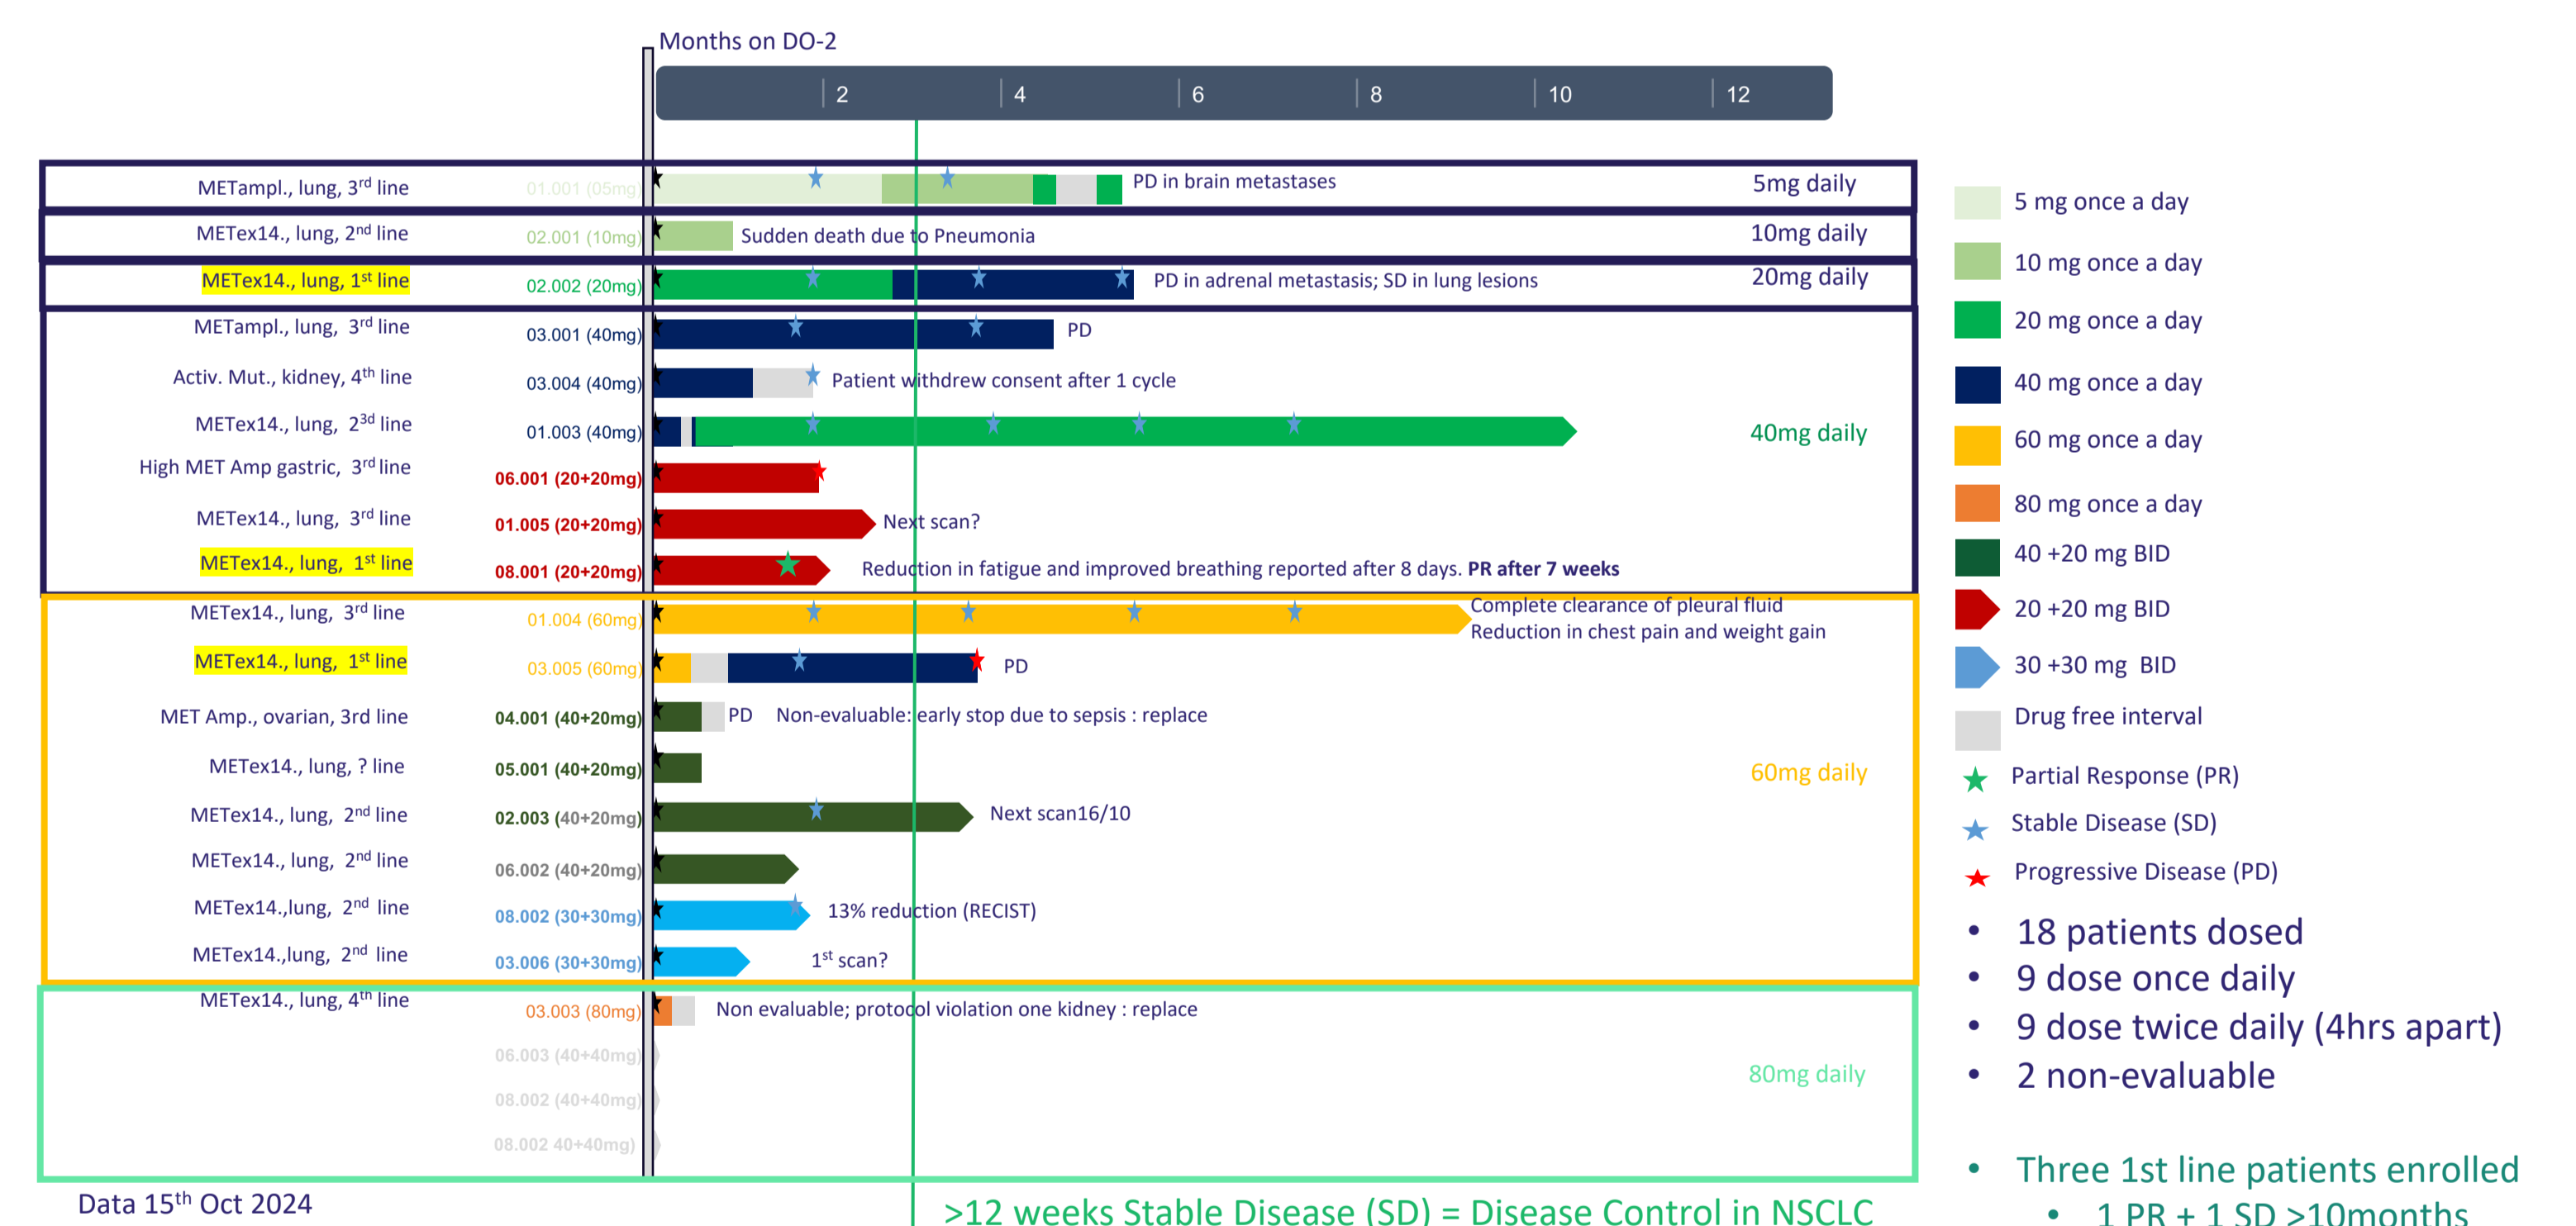 Months on DO-2
2 4 6 8 10 12
METampl., lung, 3rd line 01.001 (05mg) PD in brain metastases 5mg daily
METex14., lung, 2nd line 02.001 (10mg) Sudden death due to Pneumonia 10mg daily
METex14., lung, 1st line 02.002 (20mg) PD in adrenal metastasis; SD in lung lesions 20mg daily
METampl., lung, 3rd line 03.001 (40mg) PD
Activ. Mut., kidney, 4th line 03.004 (40mg) Patient withdrew consent after 1 cycle
METex14., lung, 23d line 01.003 (40mg) 40mg daily
High MET Amp gastric, 3rd line 06.001 (20+20mg)
METex14., lung, 3rd line 01.005 (20+20mg) Next scan?
METex14., lung, 1st line 08.001 (20+20mg) Reduction in fatigue and improved breathing reported after 8 days. PR after 7 weeks
METex14., lung, 3rd line 01.004 (60mg) Complete clearance of pleural fluid
Reduction in chest pain and weight gain
METex14., lung, 1st line 03.005 (60mg) PD
MET Amp., ovarian, 3rd line 04.001 (40+20mg) PD Non-evaluable: early stop due to sepsis : replace
METex14., lung, ? line 05.001 (40+20mg) 60mg daily
METex14., lung, 2nd line 02.003 (40+20mg) Next scan16/10
METex14., lung, 2nd line 06.002 (40+20mg)
METex14.,lung, 2nd line 08.002 (30+30mg) 13% reduction (RECIST)
METex14.,lung, 2nd line 03.006 (30+30mg) 1st scan?
METex14., lung, 4th line 03.003 (80mg) Non evaluable; protocol violation one kidney : replace
06.003 (40+40mg)
80mg daily
08.002 (40+40mg)
08.002 40+40mg)
Data 15th Oct 2024
>12 weeks Stable Disease (SD) = Disease Control in NSCLC
5 mg once a day
10 mg once a day
20 mg once a day
40 mg once a day
60 mg once a day
80 mg once a day
40 +20 mg BID
20 +20 mg BID
30 +30 mg BID
Drug free interval
Partial Response (PR)
Stable Disease (SD)
Progressive Disease (PD)
• 18 patients dosed
• 9 dose once daily
• 9 dose twice daily (4hrs apart)
• 2 non-evaluable
• Three 1st line patients enrolled
• 1 PR + 1 SD >10months